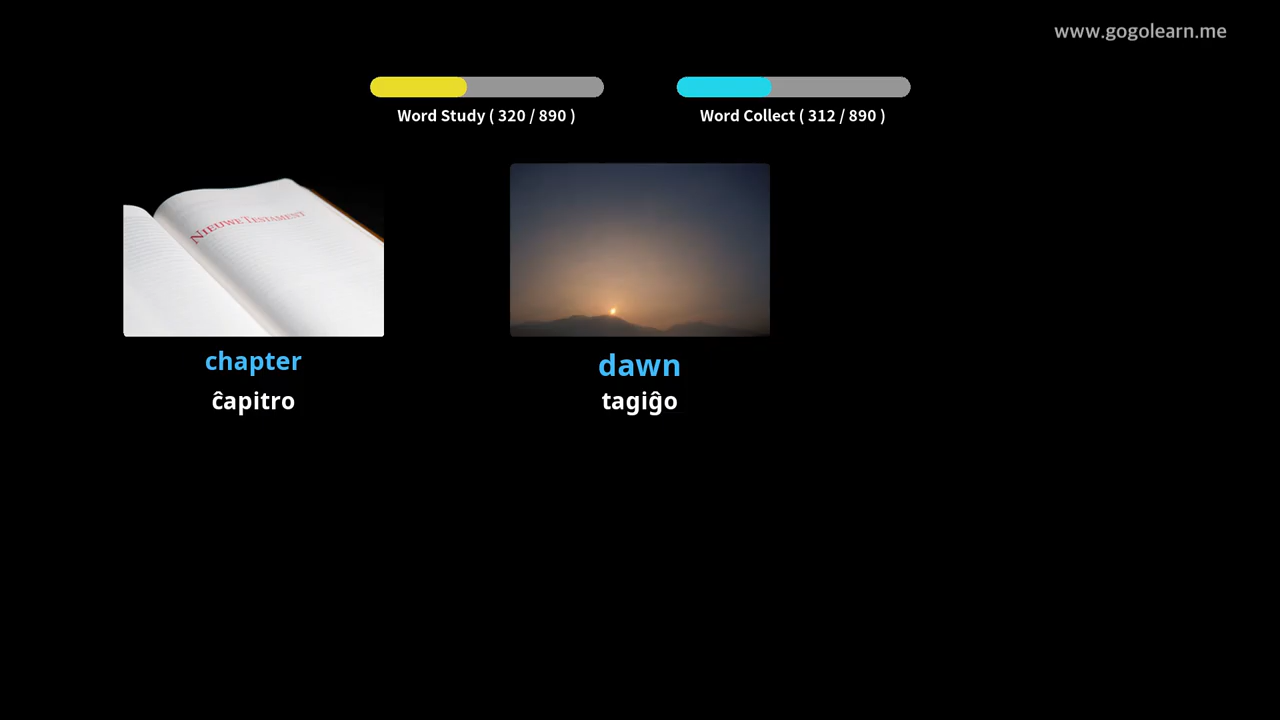 www.gogolearn.me
Word Study ( 320 / 890 )
Word Collect ( 312 / 890 )
NIEUWE TESTAMENT
chapter
ĉapitro
dawn
tagiĝo